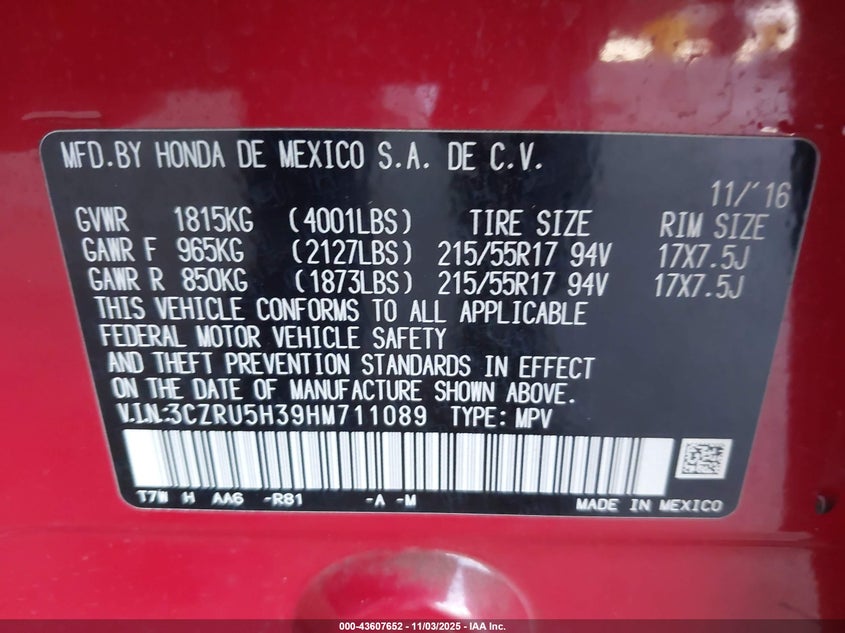 MFD.BY HONDA DE MEXICO S.A. DE C.V.
11/'16
GVWR 1815KG (4001LBS) TIRE SIZE RIM SIZE
GAWR F 965KG (2127LBS) 215/55R17 94V 17X7.5J
GAWR R 850KG (1873LBS) 215/55R17 94V 17X7.5J
THIS VEHICLE CONFORMS TO ALL APPLICABLE
FEDERAL MOTOR VEHICLE SAFETY
AND THEFT PREVENTION STANDARDS IN EFFECT
ON THE DATE OF MANUFACTURE SHOWN ABOVE.
V.I.N.:3CZRU5H39HM711089 TYPE: MPV
T7W H AA6 -R81 -A -M
MADE IN MEXICO
000-43607652 | 11/03/2025 | IAA Inc.